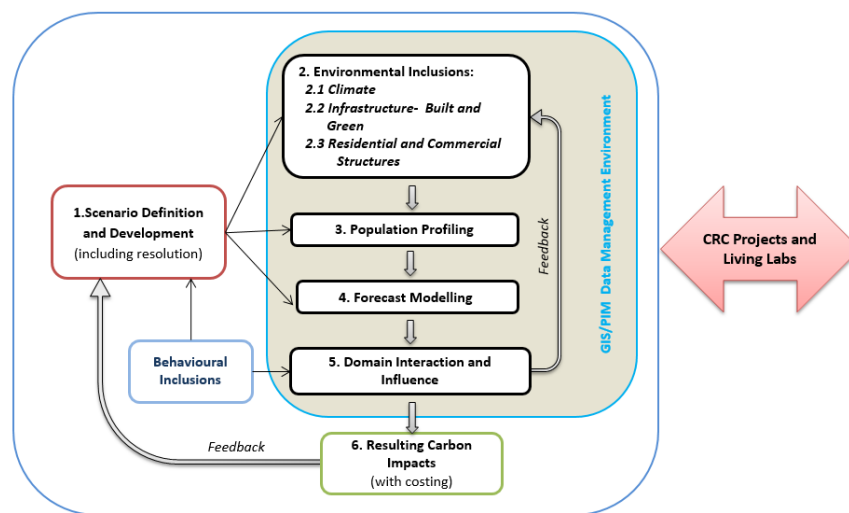 2. Environmental Inclusions:
2.1 Climate
2.2 Infrastructure- Built and
Green
2.3 Residential and Commercial
Structures
1.Scenario Definition
and Development
(including resolution)
3. Population Profiling
4. Forecast Modelling
Behavioural
Inclusions
5. Domain Interaction and
Influence
Feedback
GIS/PIM Data Management Environment
6. Resulting Carbon
Impacts
(with costing)
Feedback
CRC Projects and
Living Labs